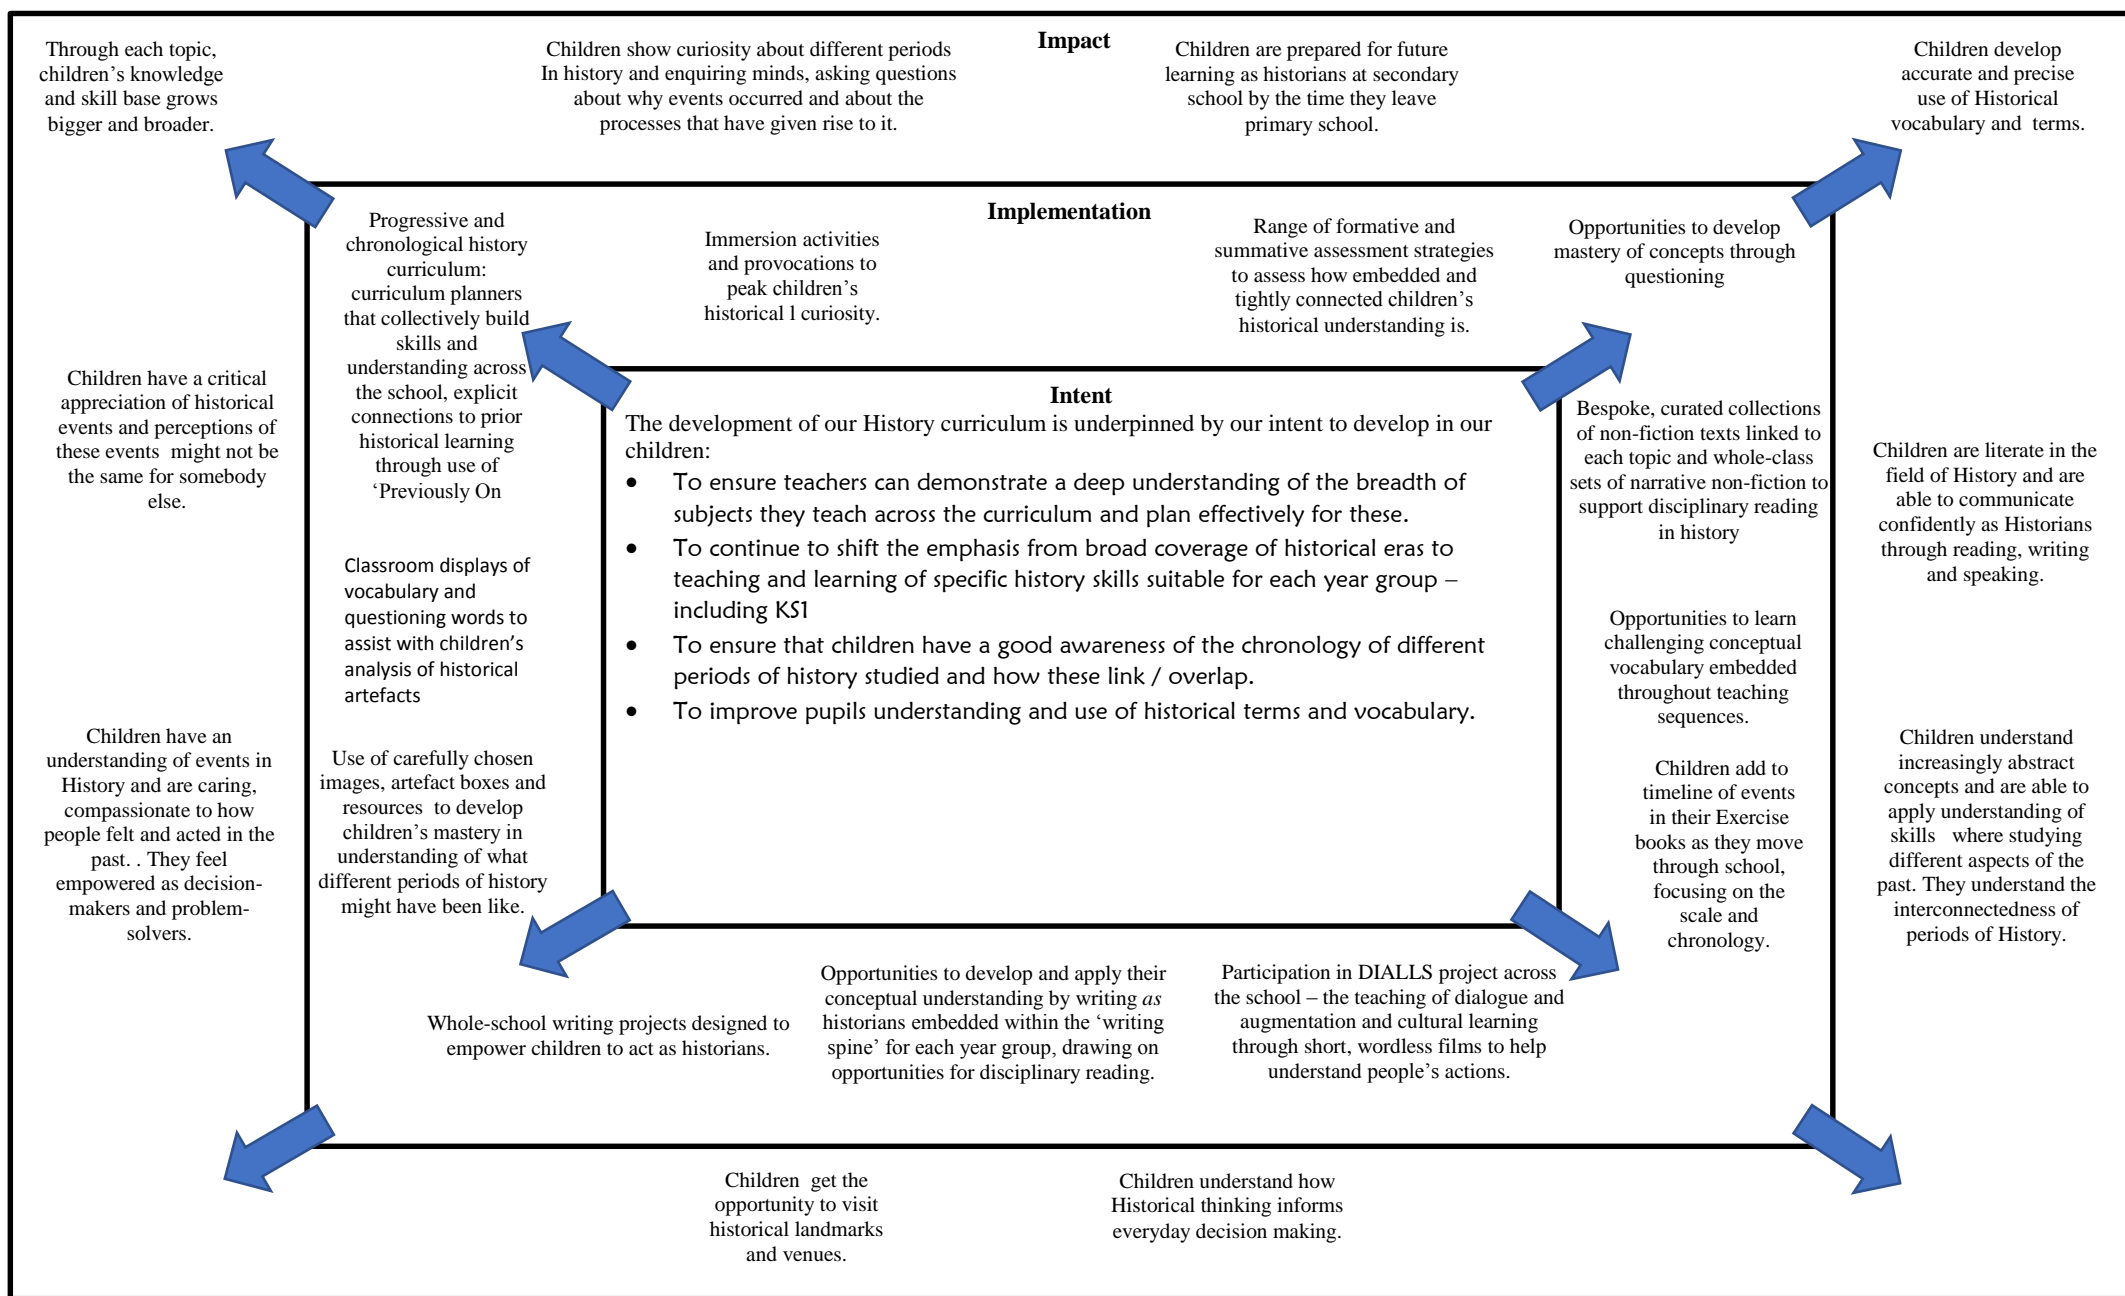 Impact
Through each topic,
children’s knowledge
and skill base grows
bigger and broader.
Children show curiosity about different periods
In history and enquiring minds, asking questions
about why events occurred and about the
processes that have given rise to it.
Children are prepared for future
learning as historians at secondary
school by the time they leave
primary school.
Children develop
accurate and precise
use of Historical
vocabulary and terms.
Children have a critical
appreciation of historical
events and perceptions of
these events might not be
the same for somebody
else.
Children have an
understanding of events in
History and are caring,
compassionate to how
people felt and acted in the
past. . They feel
empowered as decision-
makers and problem-
solvers.
Implementation
Progressive and
chronological history
curriculum:
curriculum planners
that collectively build
skills and
understanding across
the school, explicit
connections to prior
historical learning
through use of
‘Previously On
Immersion activities
and provocations to
peak children’s
historical l curiosity.
Range of formative and
summative assessment strategies
to assess how embedded and
tightly connected children’s
historical understanding is.
Opportunities to develop
mastery of concepts through
questioning
Classroom displays of
vocabulary and
questioning words to
assist with children’s
analysis of historical
artefacts
Use of carefully chosen
images, artefact boxes and
resources to develop
children’s mastery in
understanding of what
different periods of history
might have been like.
Intent
The development of our History curriculum is underpinned by our intent to develop in our
children:
• To ensure teachers can demonstrate a deep understanding of the breadth of
subjects they teach across the curriculum and plan effectively for these.
• To continue to shift the emphasis from broad coverage of historical eras to
teaching and learning of specific history skills suitable for each year group –
including KS1
• To ensure that children have a good awareness of the chronology of different
periods of history studied and how these link / overlap.
• To improve pupils understanding and use of historical terms and vocabulary.
Bespoke, curated collections
of non-fiction texts linked to
each topic and whole-class
sets of narrative non-fiction to
support disciplinary reading
in history
Opportunities to learn
challenging conceptual
vocabulary embedded
throughout teaching
sequences.
Children add to
timeline of events
in their Exercise
books as they move
through school,
focusing on the
scale and
chronology.
Children are literate in the
field of History and are
able to communicate
confidently as Historians
through reading, writing
and speaking.
Children understand
increasingly abstract
concepts and are able to
apply understanding of
skills where studying
different aspects of the
past. They understand the
interconnectedness of
periods of History.
Whole-school writing projects designed to
empower children to act as historians.
Opportunities to develop and apply their
conceptual understanding by writing as
historians embedded within the ‘writing
spine’ for each year group, drawing on
opportunities for disciplinary reading.
Participation in DIALLS project across
the school – the teaching of dialogue and
augmentation and cultural learning
through short, wordless films to help
understand people’s actions.
Children get the
opportunity to visit
historical landmarks
and venues.
Children understand how
Historical thinking informs
everyday decision making.